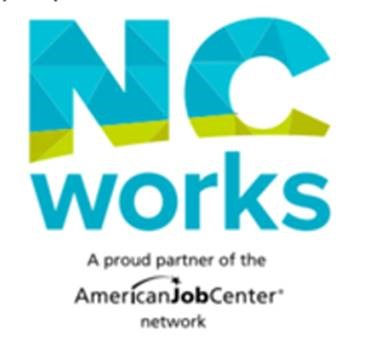 NC
works
A proud partner of the
AmericanJobCenter®
network